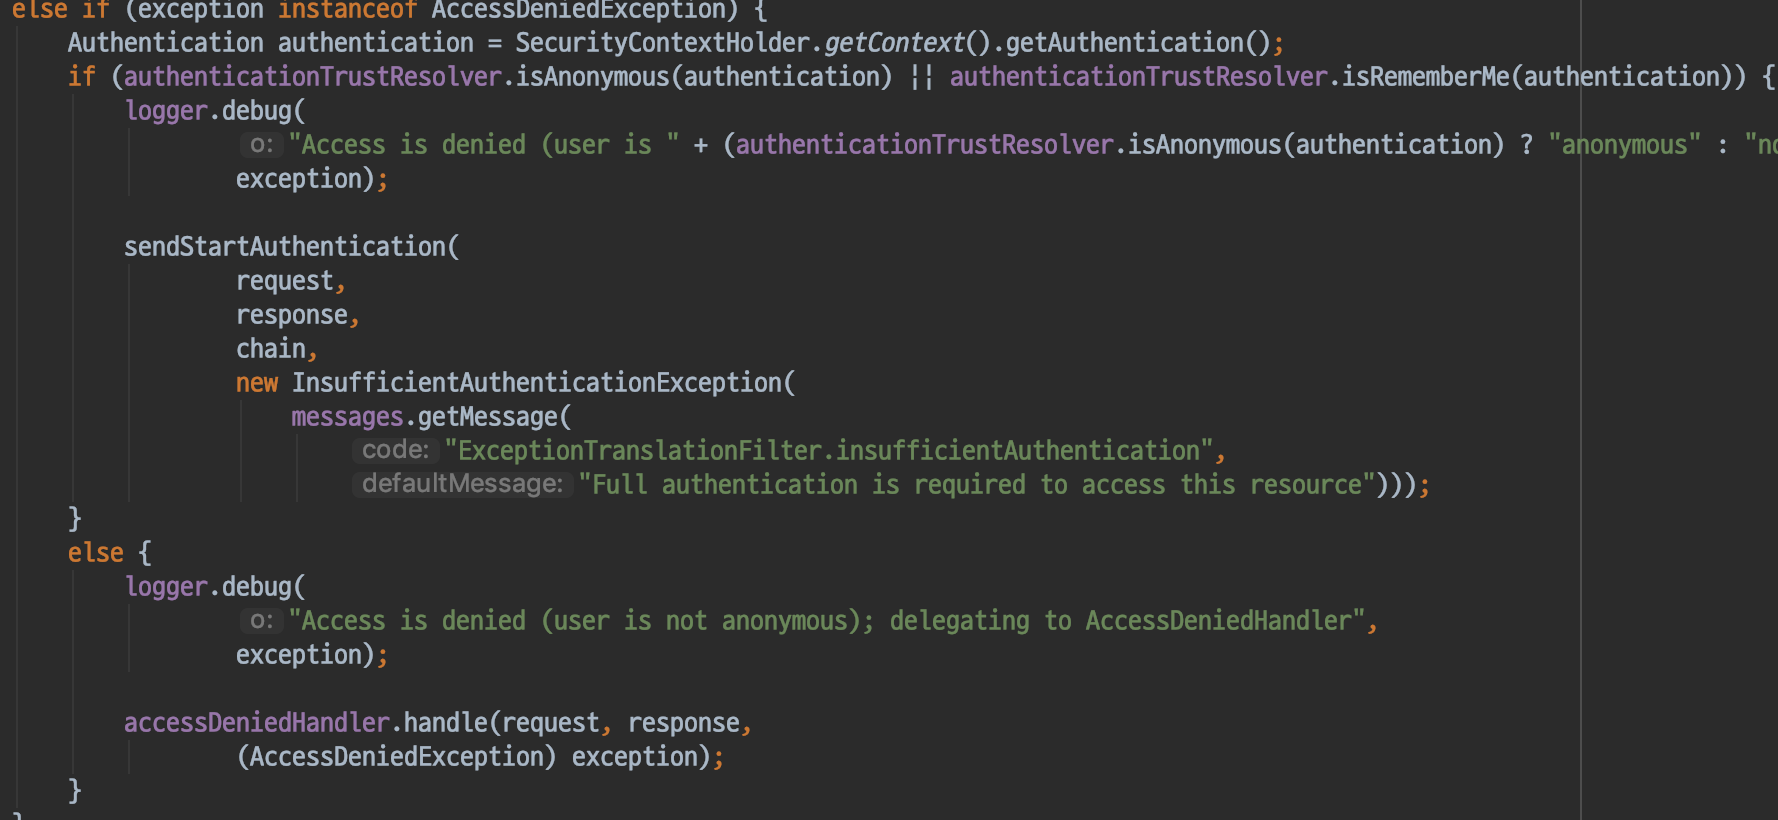 else if (exception instanceof AccessDeniedException) {
Authentication authentication = SecurityContextHolder.getContext().getAuthentication();
if (authenticationTrustResolver.isAnonymous(authentication) || authenticationTrustResolver.isRememberMe(authentication)) {
logger.debug(
o: "Access is denied (user is " + (authenticationTrustResolver.isAnonymous(authentication) ? "anonymous" : "no
exception);
sendStartAuthentication(
request,
response,
chain,
new InsufficientAuthenticationException(
messages.getMessage(
code: "ExceptionTranslationFilter.insufficientAuthentication",
defaultMessage: "Full authentication is required to access this resource")));
}
else {
logger.debug(
o: "Access is denied (user is not anonymous); delegating to AccessDeniedHandler",
exception);
accessDeniedHandler.handle(request, response,
(AccessDeniedException) exception);
}
}